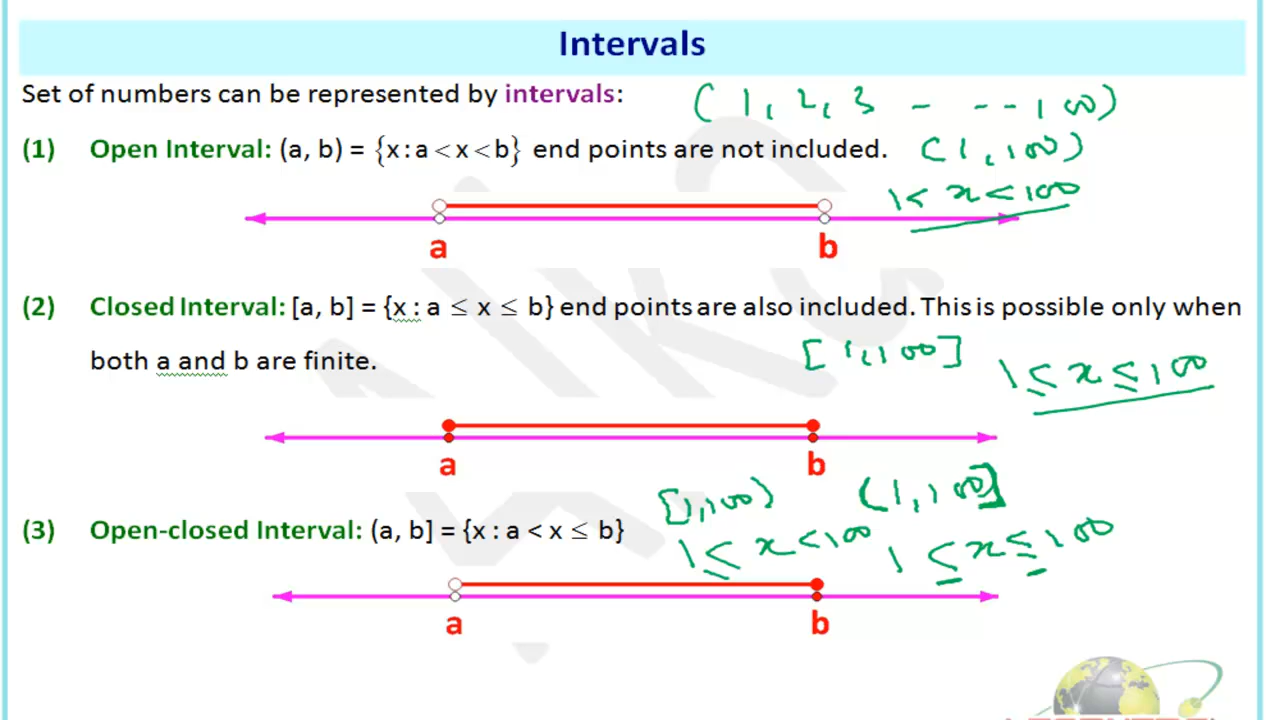 Intervals
Set of numbers can be represented by intervals:
(1, 2, 3 - - - 100)
(1) Open Interval: (a, b) = {x : a < x < b} end points are not included.
(1, 100)
1 < x < 100
a b
(2) Closed Interval: [a, b] = {x : a ≤ x ≤ b} end points are also included. This is possible only when
both a and b are finite.
[1, 100]
1 ≤ x ≤ 100
a b
[1, 100) (1, 100]
(3) Open-closed Interval: (a, b] = {x : a < x ≤ b}
1 ≤ x < 100 1 ≤ x ≤ 100
a b